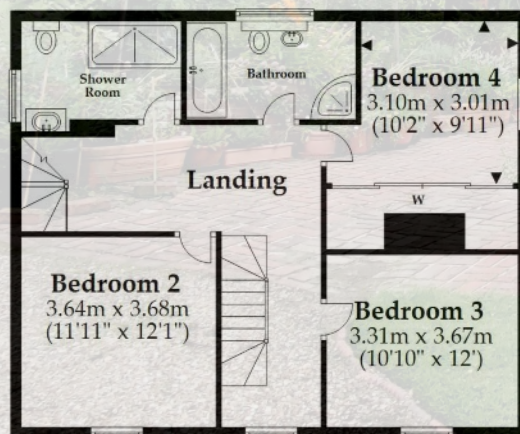 Shower
Room
Bathroom
Bedroom 4
3.10m x 3.01m
(10'2" x 9'11")
Landing
W
Bedroom 2
3.64m x 3.68m
(11'11" x 12'1")
Bedroom 3
3.31m x 3.67m
(10'10" x 12')